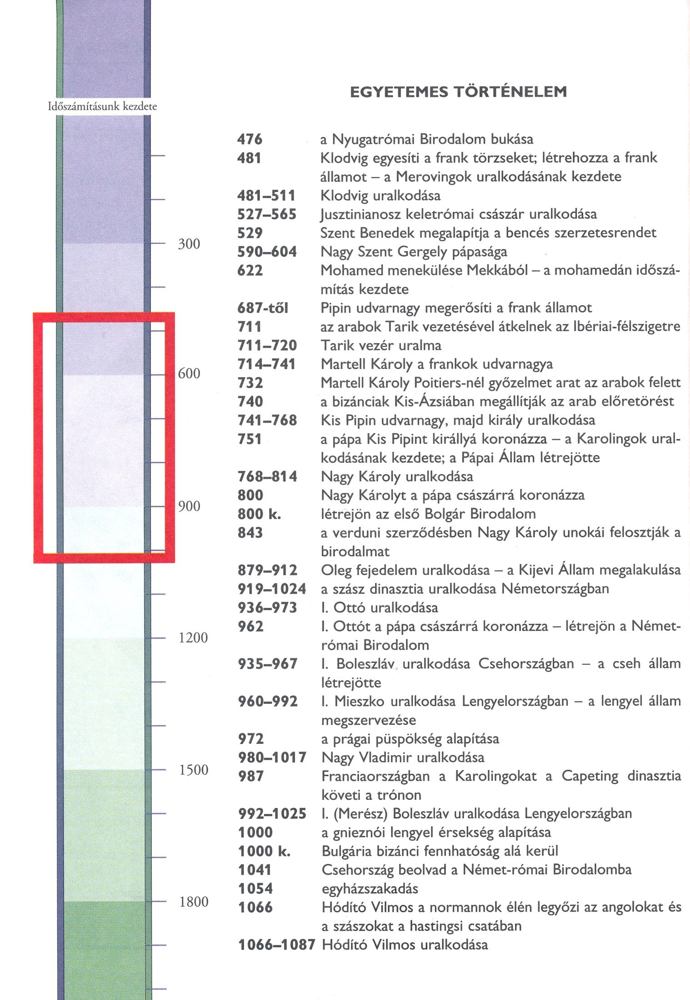 EGYETEMES TÖRTÉNELEM
Időszámításunk kezdete
300
600
900
1200
1500
1800
476 a Nyugatrómai Birodalom bukása
481 Klodvig egyesíti a frank törzseket; létrehozza a frank
államot – a Merovingok uralkodásának kezdete
481–511 Klodvig uralkodása
527–565 Jusztinianosz keletrómai császár uralkodása
529 Szent Benedek megalapítja a bencés szerzetesrendet
590–604 Nagy Szent Gergely pápasága
622 Mohamed menekülése Mekkából – a mohamedán időszá-
mítás kezdete
687-től Pipin udvarnagy megerősíti a frank államot
711 az arabok Tarik vezetésével átkelnek az Ibériai-félszigetre
711–720 Tarik vezér uralma
714–741 Martell Károly a frankok udvarnagya
732 Martell Károly Poitiers-nél győzelmet arat az arabok felett
740 a bizánciak Kis-Ázsiában megállítják az arab előretörést
741–768 Kis Pipin udvarnagy, majd király uralkodása
751 a pápa Kis Pipint királlyá koronázza – a Karolingok ural-
kodásának kezdete; a Pápai Állam létrejötte
768–814 Nagy Károly uralkodása
800 Nagy Károlyt a pápa császárrá koronázza
800 k. létrejön az első Bolgár Birodalom
843 a verduni szerződésben Nagy Károly unokái felosztják a
birodalmat
879–912 Oleg fejedelem uralkodása – a Kijevi Állam megalakulása
919–1024 a szász dinasztia uralkodása Németországban
936–973 I. Ottó uralkodása
962 I. Ottót a pápa császárrá koronázza – létrejön a Német-
római Birodalom
935–967 I. Boleszláv uralkodása Csehországban – a cseh állam
létrejötte
960–992 I. Mieszko uralkodása Lengyelországban – a lengyel állam
megszervezése
972 a prágai püspökség alapítása
980–1017 Nagy Vladimir uralkodása
987 Franciaországban a Karolingokat a Capeting dinasztia
követi a trónon
992–1025 I. (Merész) Boleszláv uralkodása Lengyelországban
1000 a gnieznói lengyel érsekség alapítása
1000 k. Bulgária bizánci fennhatóság alá kerül
1041 Csehország beolvad a Német-római Birodalomba
1054 egyházszakadás
1066 Hódító Vilmos a normannok élén legyőzi az angolokat és
a szászokat a hastingsi csatában
1066–1087 Hódító Vilmos uralkodása